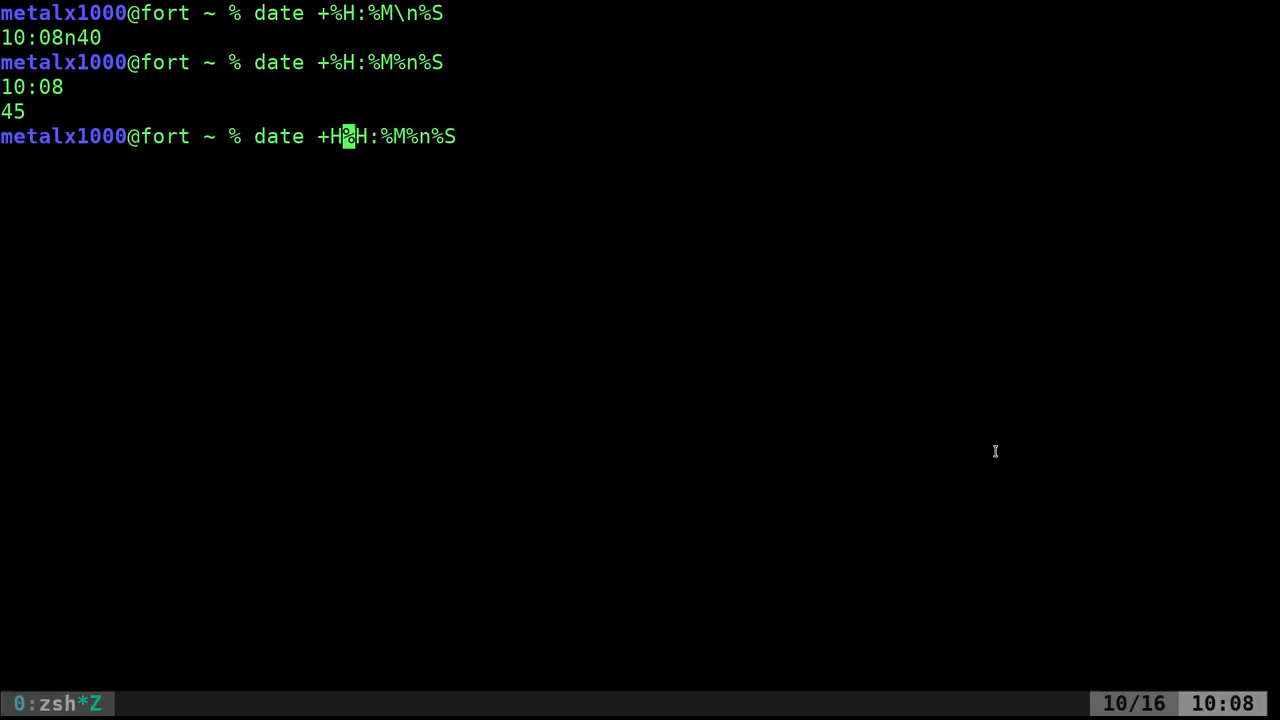 metalx1000@fort ~ % date +%H:%M\n%S
10:08n40
metalx1000@fort ~ % date +%H:%M%n%S
10:08
45
metalx1000@fort ~ % date +H%H:%M%n%S
0:zsh*Z 10/16 10:08